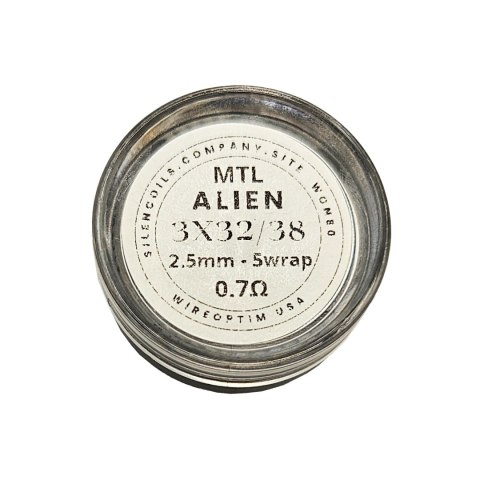 SILENCOILS.COMPANY.SITE WONBO
MTL
ALIEN
3X32/38
2.5mm - 5wrap
0.7Ω
WIREOPTIM USA